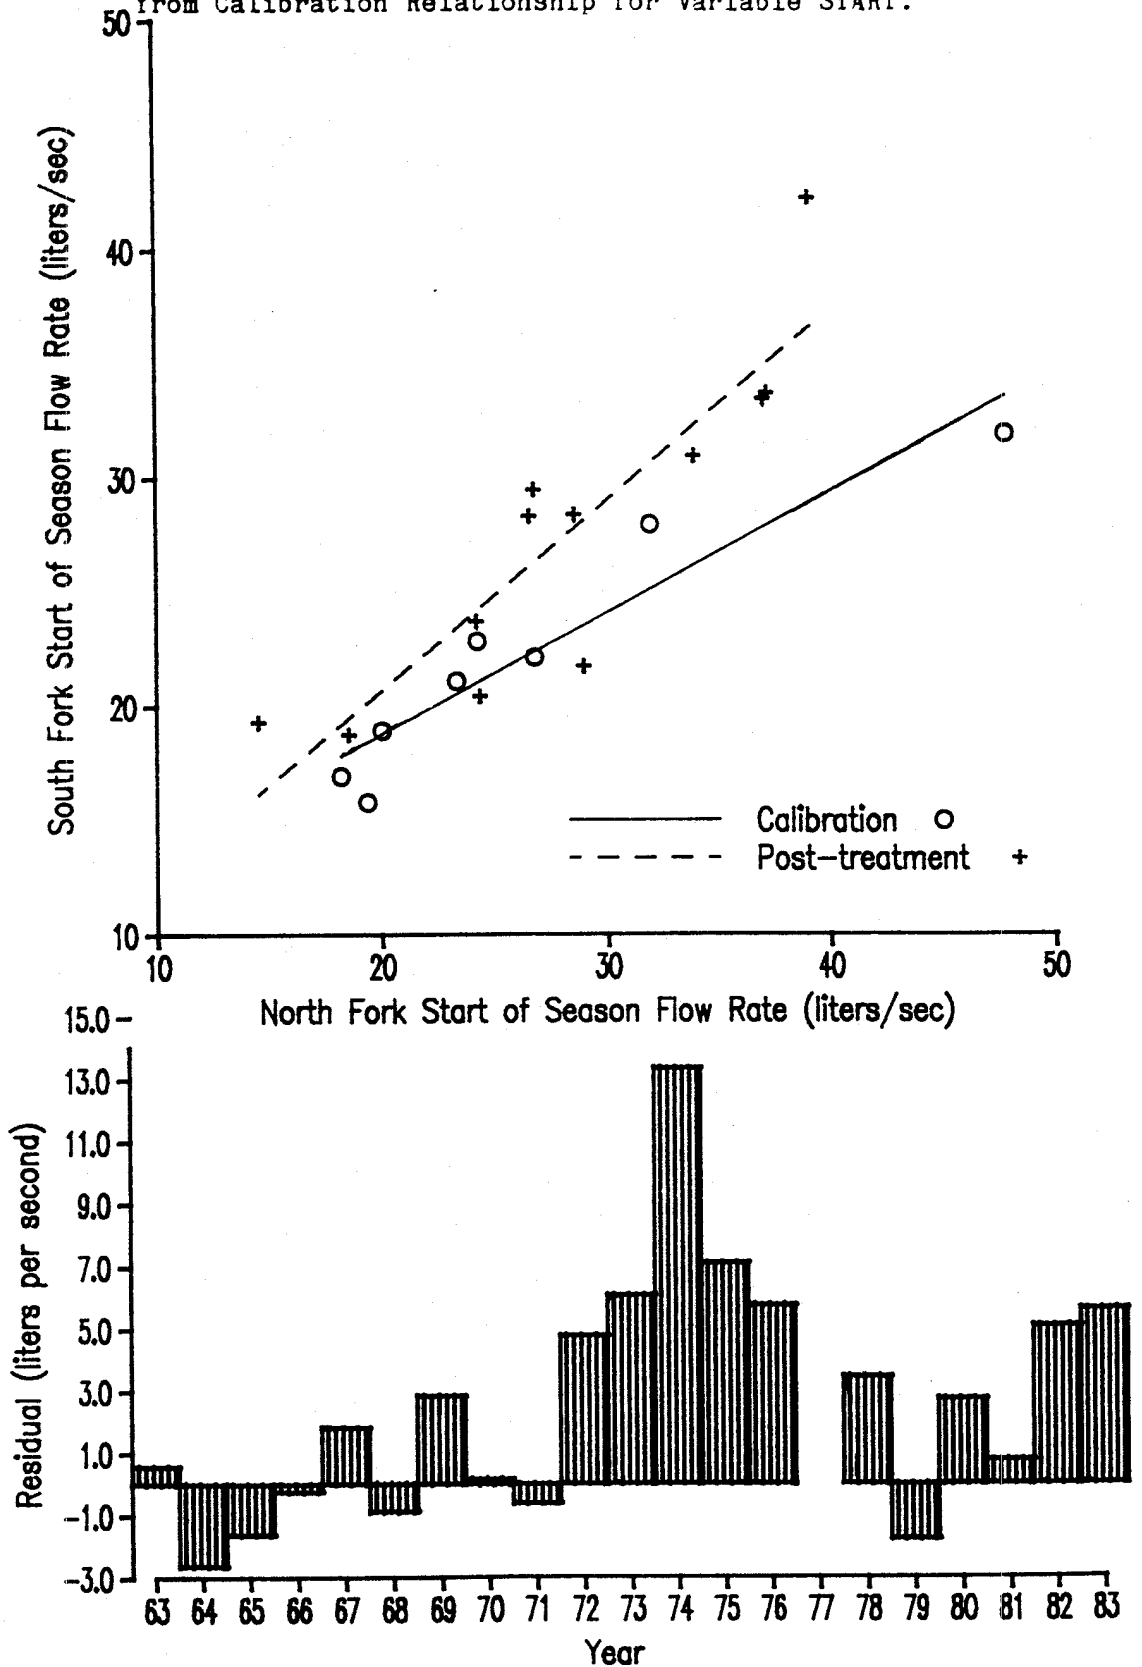 from Calibration Relationship for Variable START.
50
40
30
20
10
South Fork Start of Season Flow Rate (liters/sec)
Calibration
Post-treatment
10 20 30 40 50
North Fork Start of Season Flow Rate (liters/sec)
15.0
13.0
11.0
9.0
7.0
5.0
3.0
1.0
-1.0
-3.0
Residual (liters per second)
63 64 65 66 67 68 69 70 71 72 73 74 75 76 77 78 79 80 81 82 83
Year